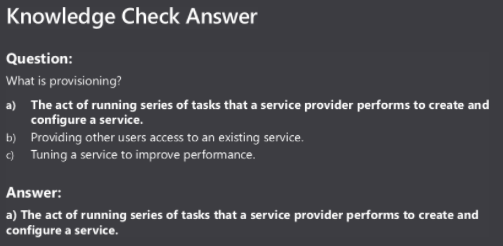 Knowledge Check Answer
Question:
What is provisioning?
a) The act of running series of tasks that a service provider performs to create and
configure a service.
b) Providing other users access to an existing service.
c) Tuning a service to improve performance.
Answer:
a) The act of running series of tasks that a service provider performs to create and
configure a service.